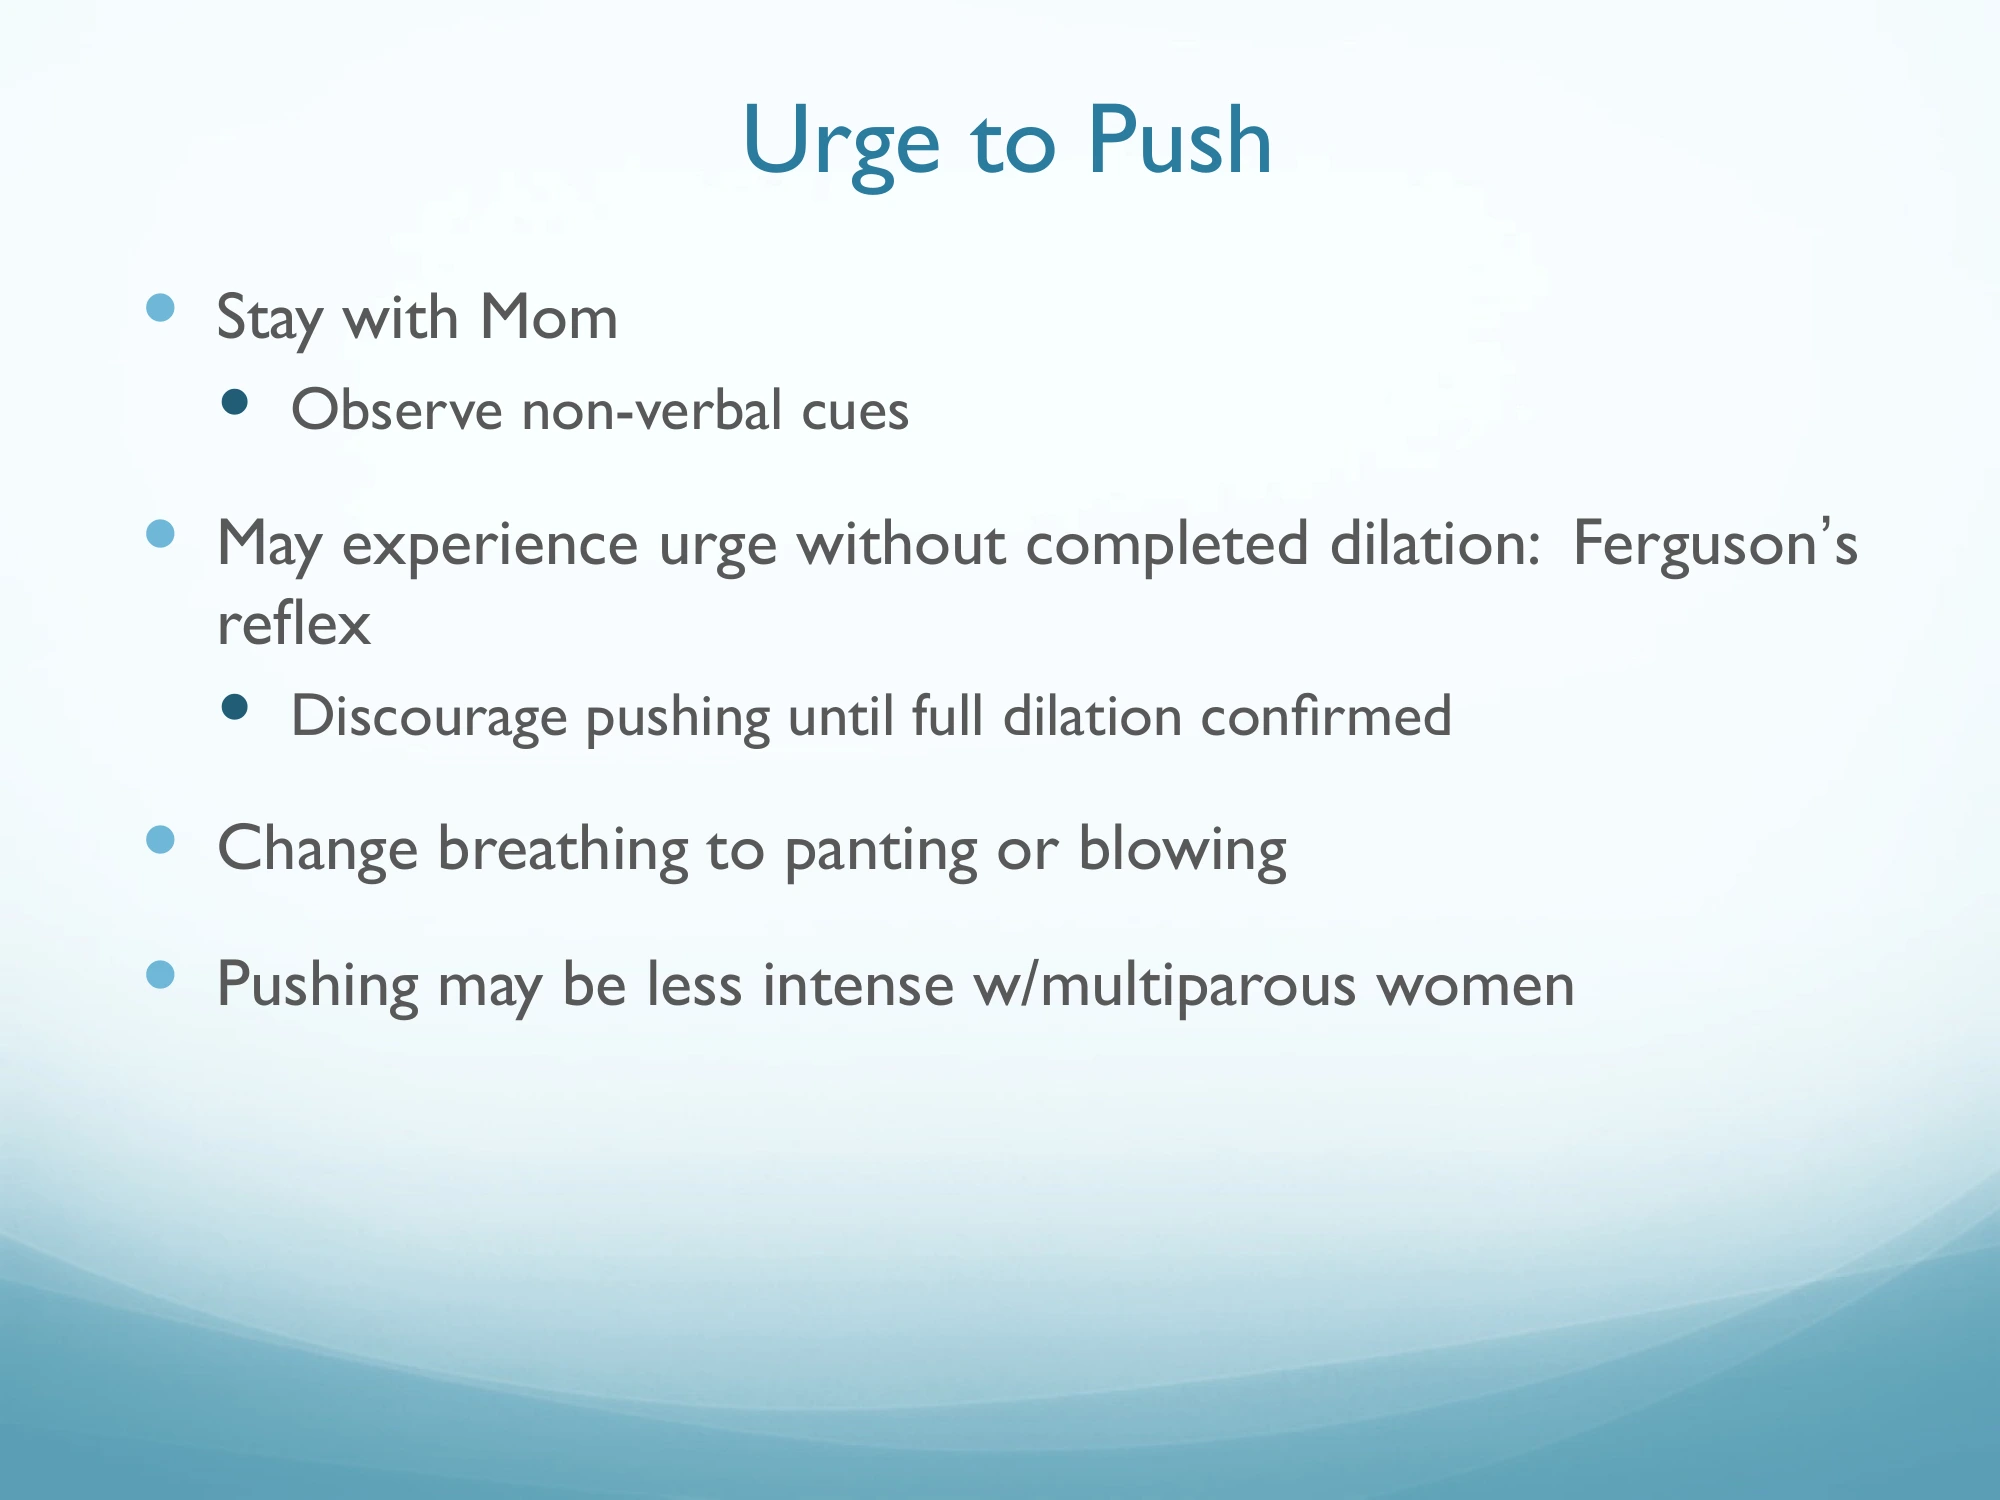 Urge to Push
• Stay with Mom
• Observe non-verbal cues
• May experience urge without completed dilation:  Ferguson’s
reflex
• Discourage pushing until full dilation confirmed
• Change breathing to panting or blowing
• Pushing may be less intense w/multiparous women